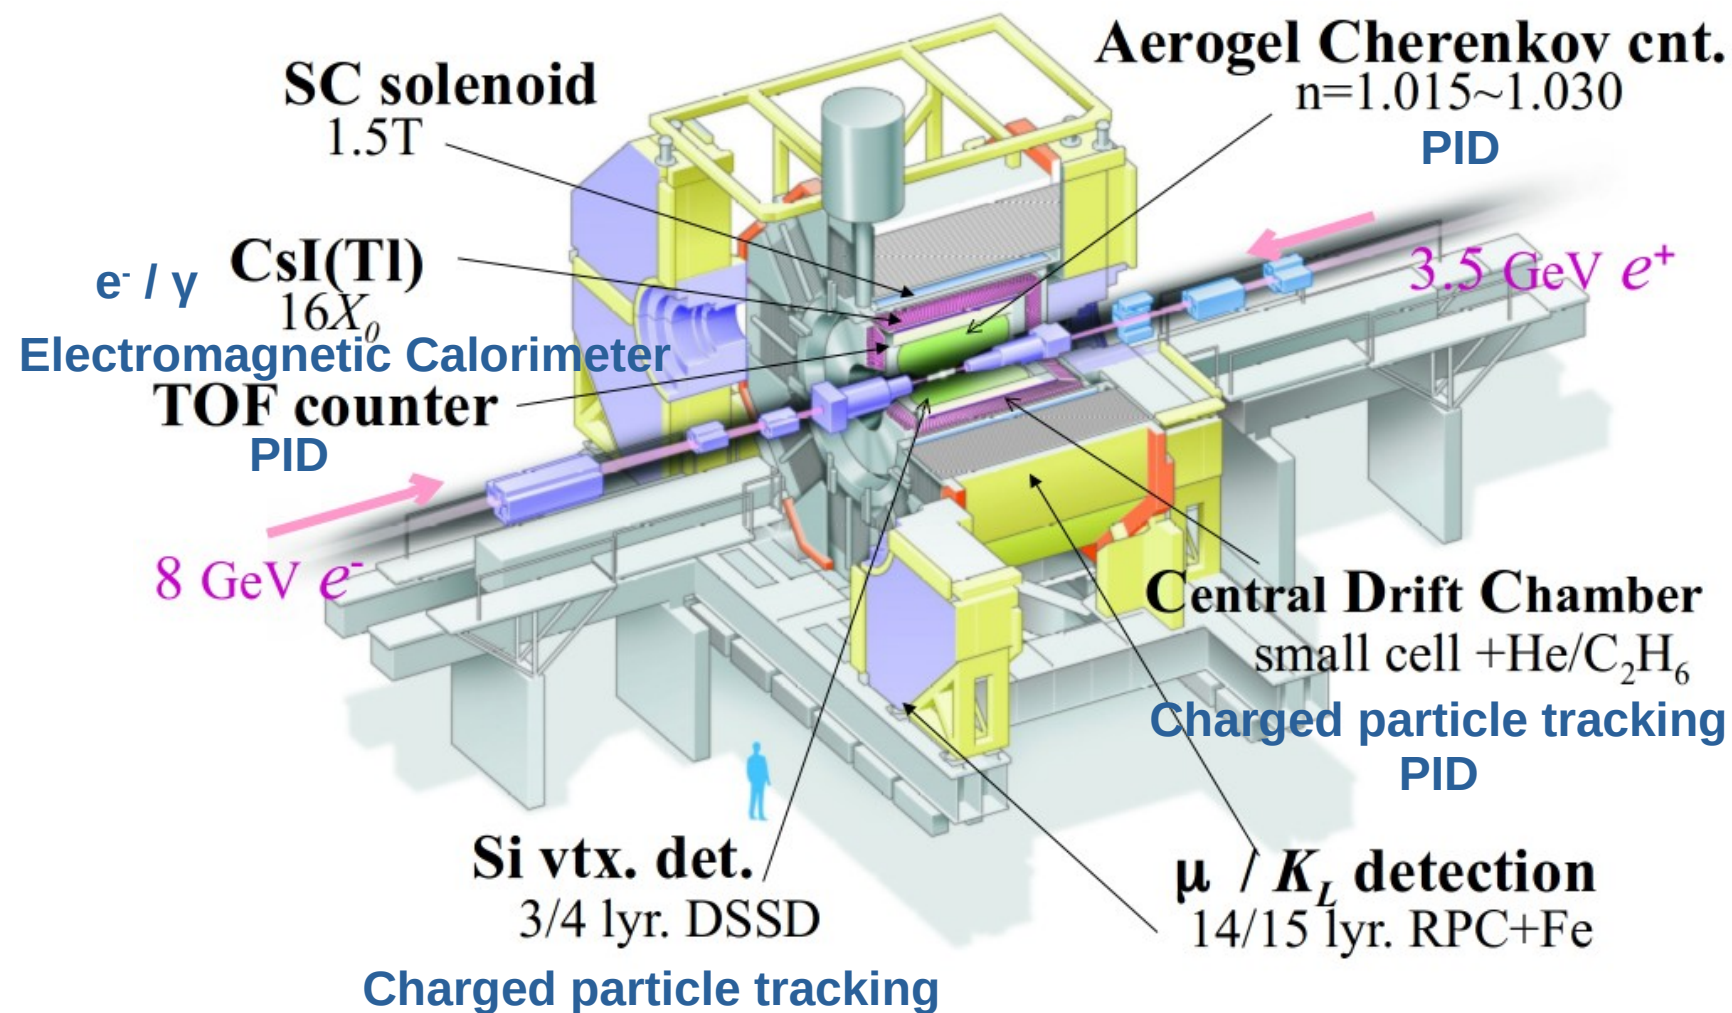 SC solenoid
1.5T
Aerogel Cherenkov cnt.
n=1.015~1.030
PID
e⁻ / γ
CsI(Tl)
16X₀
Electromagnetic Calorimeter
TOF counter
PID
3.5 GeV e⁺
8 GeV e⁻
Central Drift Chamber
small cell +He/C₂H₆
Charged particle tracking
PID
Si vtx. det.
3/4 lyr. DSSD
Charged particle tracking
μ / K_L detection
14/15 lyr. RPC+Fe